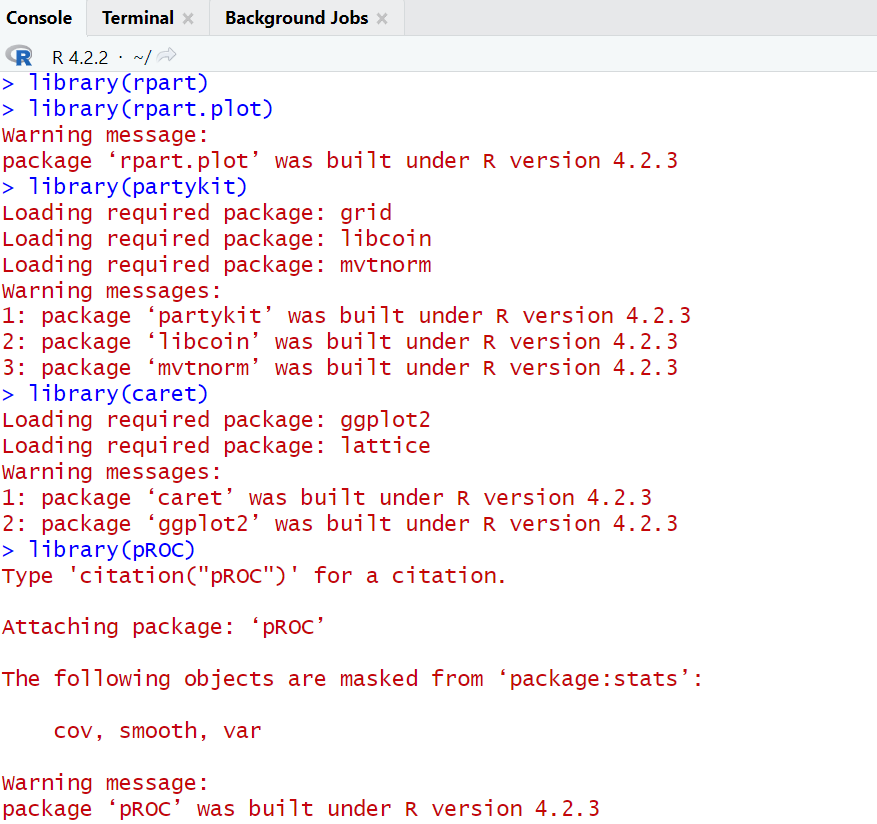 Console Terminal Background Jobs
R R 4.2.2 · ~/
> library(rpart)
> library(rpart.plot)
Warning message:
package ‘rpart.plot’ was built under R version 4.2.3
> library(partykit)
Loading required package: grid
Loading required package: libcoin
Loading required package: mvtnorm
Warning messages:
1: package ‘partykit’ was built under R version 4.2.3
2: package ‘libcoin’ was built under R version 4.2.3
3: package ‘mvtnorm’ was built under R version 4.2.3
> library(caret)
Loading required package: ggplot2
Loading required package: lattice
Warning messages:
1: package ‘caret’ was built under R version 4.2.3
2: package ‘ggplot2’ was built under R version 4.2.3
> library(pROC)
Type 'citation("pROC")' for a citation.
Attaching package: ‘pROC’
The following objects are masked from ‘package:stats’:
cov, smooth, var
Warning message:
package ‘pROC’ was built under R version 4.2.3